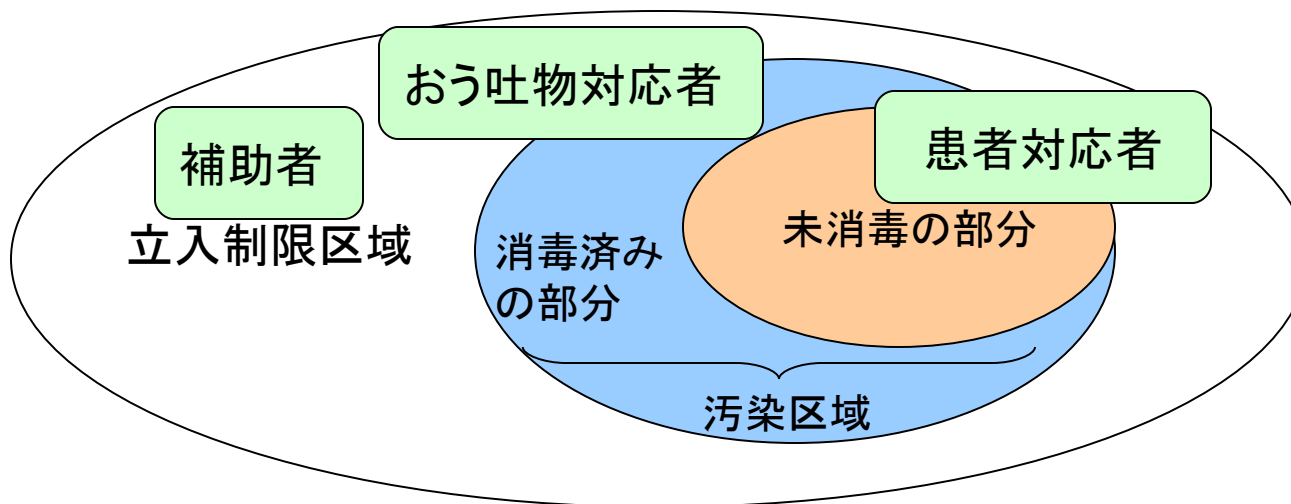 おう吐物対応者
患者対応者
補助者
立入制限区域
未消毒の部分
消毒済み
の部分
汚染区域